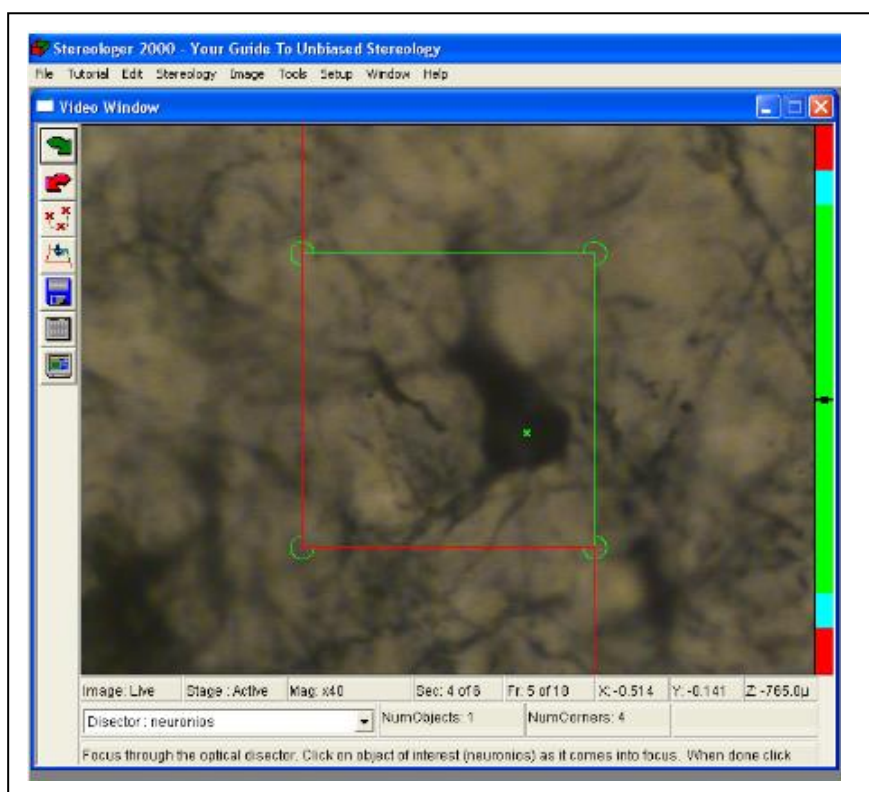 Stereologer 2000 - Your Guide To Unbiased Stereology
File Tutorial Edit Stereology Image Tools Setup Window Help
Video Window
Image: Live Stage : Active Mag: x40 Sec: 4 of 6 Fr: 5 of 18 X: -0.514 Y: -0.141 Z: -765.0μ
Disector : neuronios NumObjects: 1 NumCorners: 4
Focus through the optical disector. Click on object of interest (neuronios) as it comes into focus. When done click